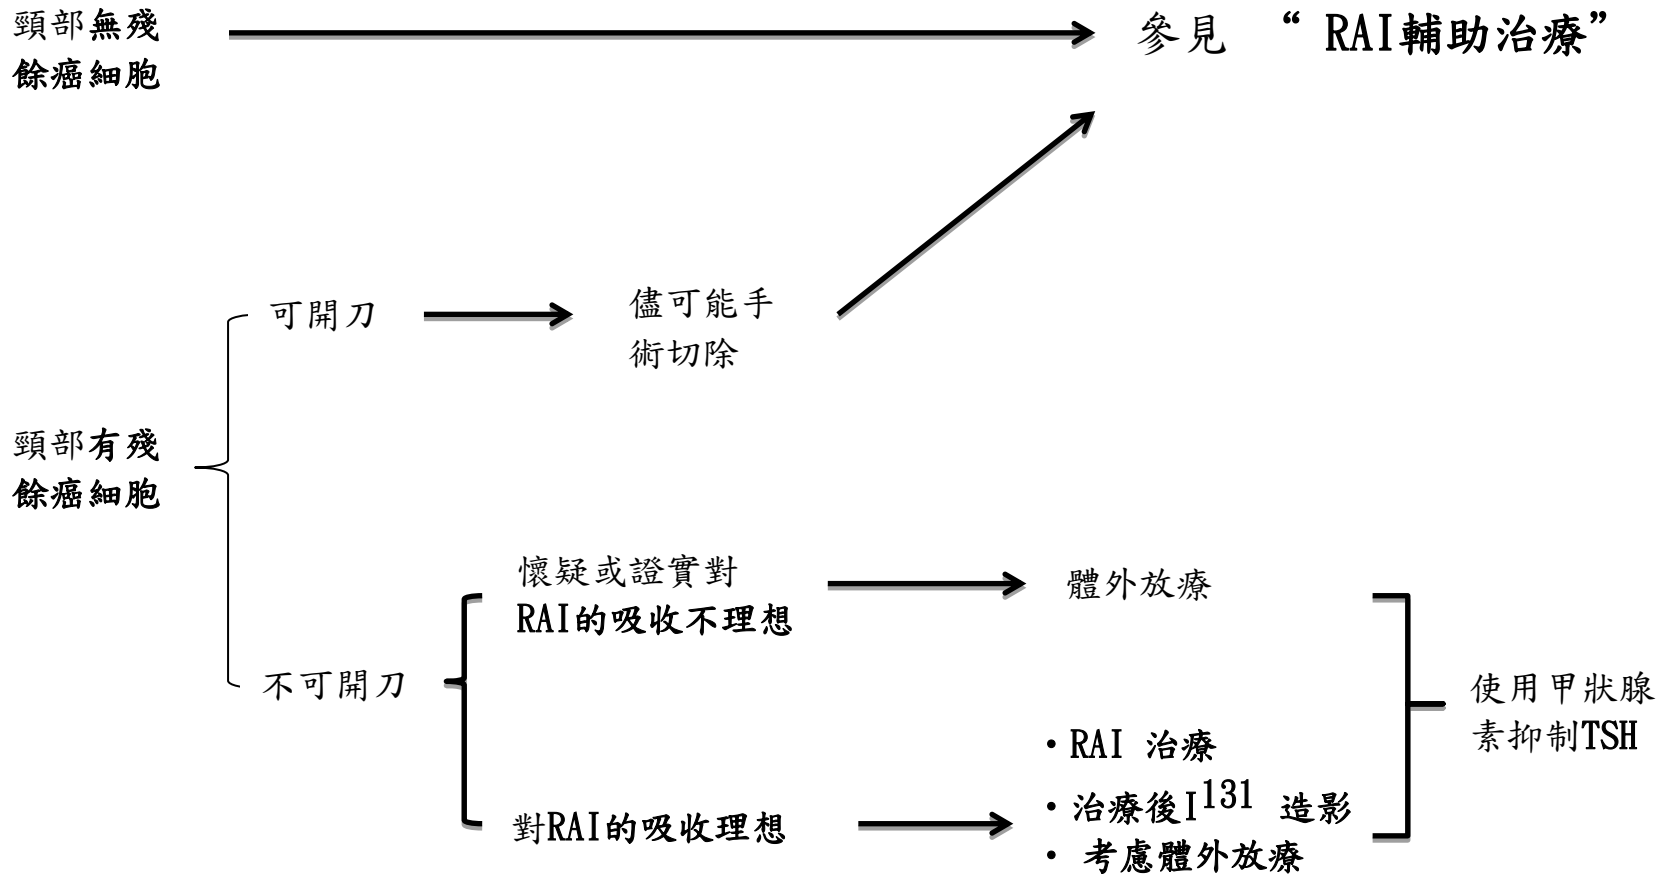 頸部無殘
餘癌細胞
參見 “ RAI輔助治療”
可開刀
儘可能手
術切除
頸部有殘
餘癌細胞
懷疑或證實對
RAI的吸收不理想
體外放療
不可開刀
使用甲狀腺
素抑制TSH
對RAI的吸收理想
・RAI 治療
・治療後I¹³¹ 造影
・ 考慮體外放療